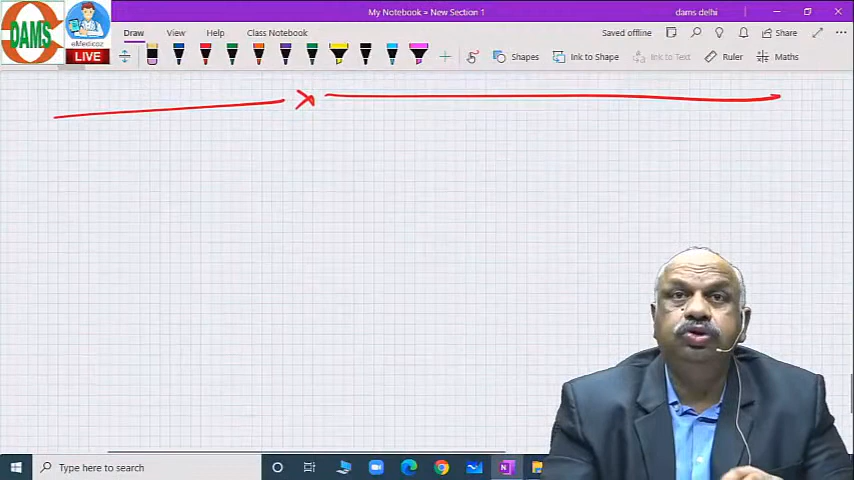 My Notebook » New Section 1
dams delhi
DAMS
eMedicoz
LIVE
Draw
View
Help
Class Notebook
Saved offline
Share
Shapes
Ink to Shape
Ink to Text
Ruler
Maths
Type here to search